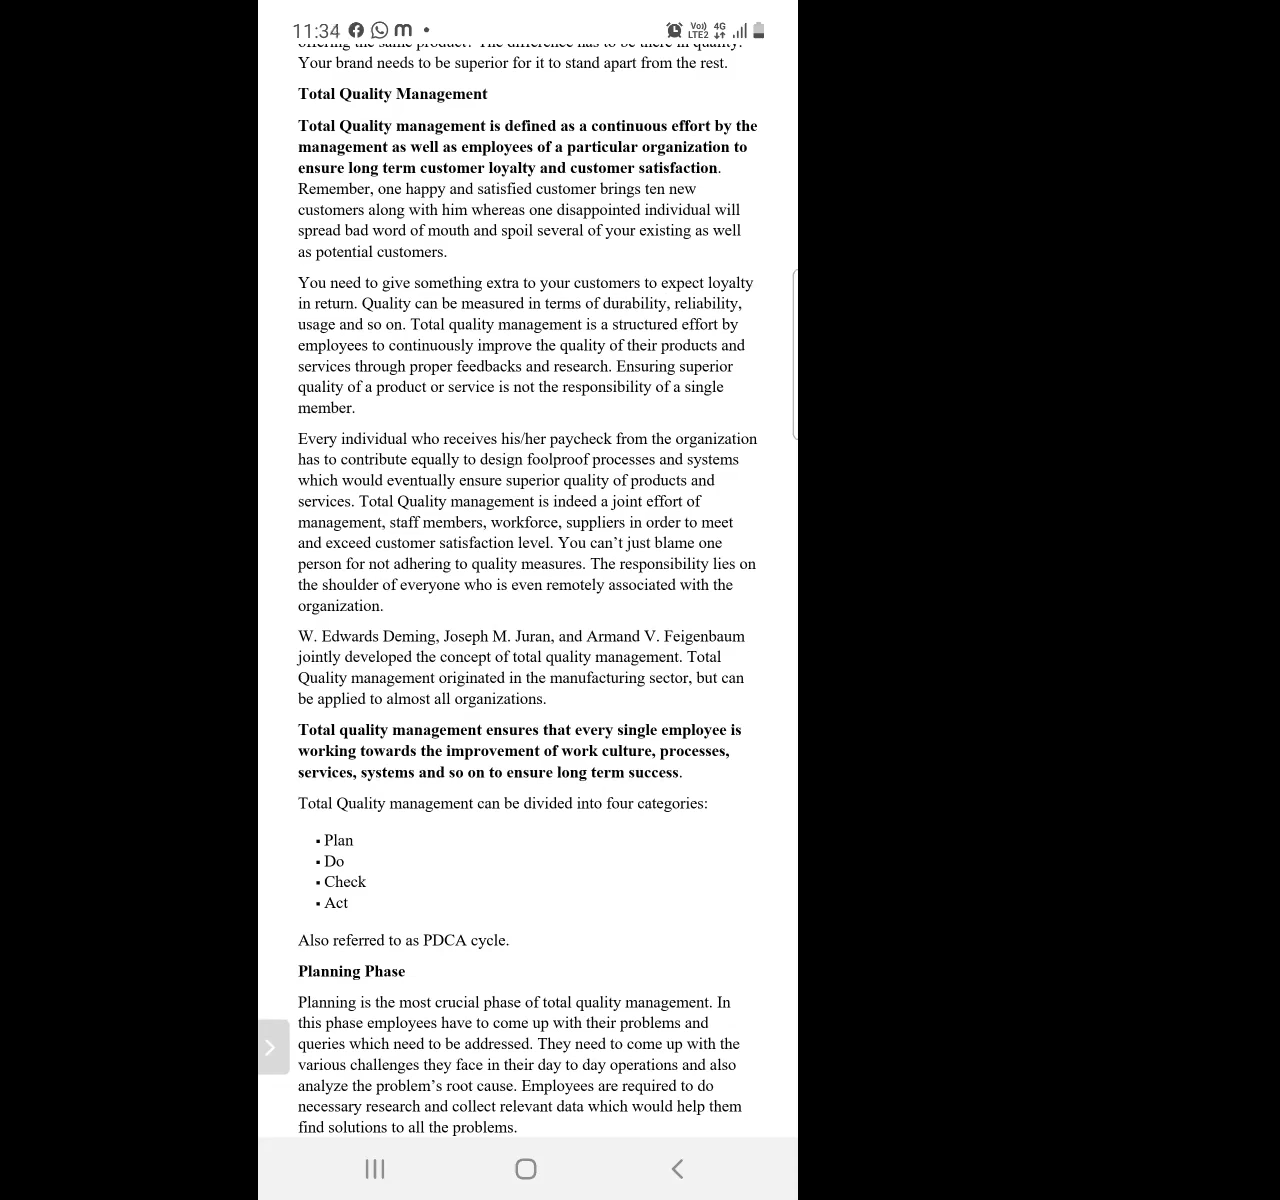 11:34
Voi) 4G
LTE2
offering the same product? The difference has to be there in quality.
Your brand needs to be superior for it to stand apart from the rest.
Total Quality Management
Total Quality management is defined as a continuous effort by the
management as well as employees of a particular organization to
ensure long term customer loyalty and customer satisfaction.
Remember, one happy and satisfied customer brings ten new
customers along with him whereas one disappointed individual will
spread bad word of mouth and spoil several of your existing as well
as potential customers.
You need to give something extra to your customers to expect loyalty
in return. Quality can be measured in terms of durability, reliability,
usage and so on. Total quality management is a structured effort by
employees to continuously improve the quality of their products and
services through proper feedbacks and research. Ensuring superior
quality of a product or service is not the responsibility of a single
member.
Every individual who receives his/her paycheck from the organization
has to contribute equally to design foolproof processes and systems
which would eventually ensure superior quality of products and
services. Total Quality management is indeed a joint effort of
management, staff members, workforce, suppliers in order to meet
and exceed customer satisfaction level. You can’t just blame one
person for not adhering to quality measures. The responsibility lies on
the shoulder of everyone who is even remotely associated with the
organization.
W. Edwards Deming, Joseph M. Juran, and Armand V. Feigenbaum
jointly developed the concept of total quality management. Total
Quality management originated in the manufacturing sector, but can
be applied to almost all organizations.
Total quality management ensures that every single employee is
working towards the improvement of work culture, processes,
services, systems and so on to ensure long term success.
Total Quality management can be divided into four categories:
▪ Plan
▪ Do
▪ Check
▪ Act
Also referred to as PDCA cycle.
Planning Phase
Planning is the most crucial phase of total quality management. In
this phase employees have to come up with their problems and
queries which need to be addressed. They need to come up with the
various challenges they face in their day to day operations and also
analyze the problem’s root cause. Employees are required to do
necessary research and collect relevant data which would help them
find solutions to all the problems.